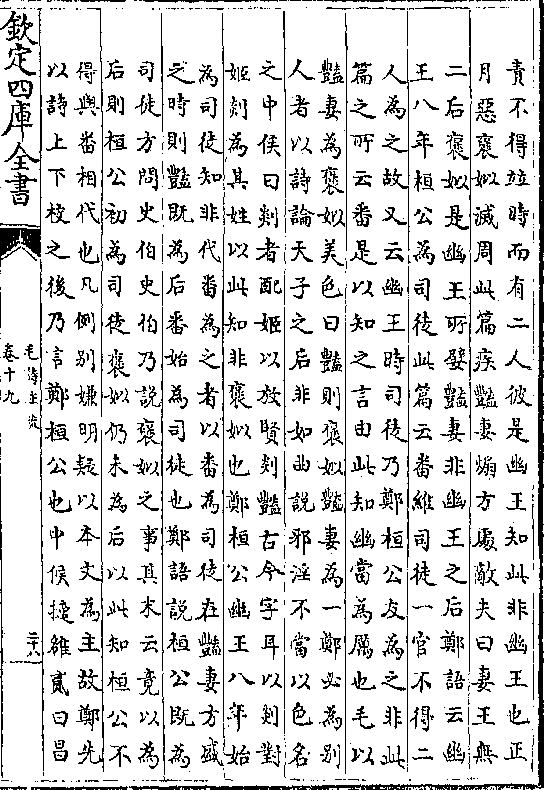 責不得竝時而有二人彼是幽王知此非幽王也正
月惡褒姒滅周此篇疾豔妻煽方處敵夫曰妻王無
二后褒姒是幽王所嬖豔妻非幽王之后鄭語云幽
王八年桓公為司徒此篇云番維司徒一官不得二
人為之故又云幽王時司徒乃鄭桓公友為之非此
篇之所云番是以知之言由此知幽當為厲也毛以
豔妻為褒姒美色曰豔則褒姒豔妻為一鄭必為别
人者以詩論天子之后非如曲說邪淫不當以色名
之中侯曰剡者配姬以放賢剡豔古今字耳以剡對
姬剡為其姓以此知非褒姒也鄭桓公幽王八年始
為司徒知非代番為之者以番為司徒在豔妻方盛
之時則豔既為后番始為司徒也鄭語說桓公既為
司徒方問史伯史伯乃說褒姒之事其末云竟以為
后則桓公初為司徒褒姒仍未為后以此知桓公不
得與番相代也凡例别嫌明疑以本文為主故鄭先
以詩上下校之後乃言鄭桓公也中侯擿雒貳曰昌
欽定四庫全書
毛詩注疏
卷十九
二十八